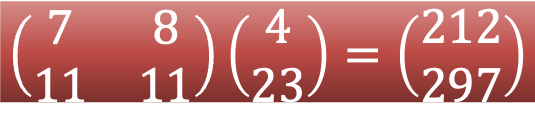 (7 8
11 11) (4
23) = (212
297)